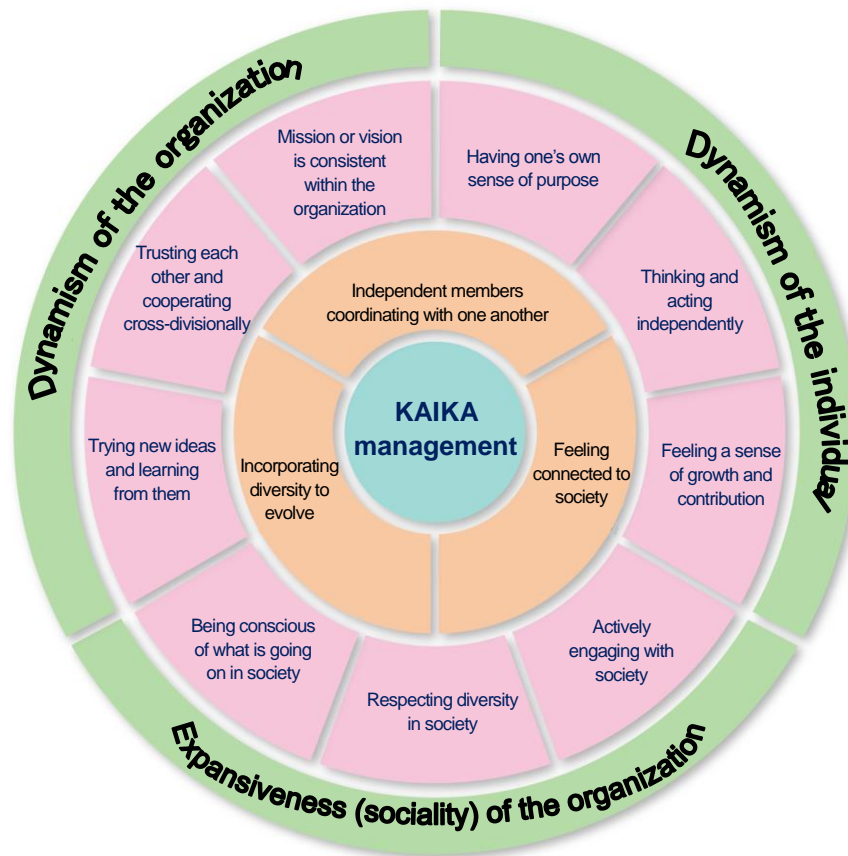 Dynamism of the organization
Dynamism of the individual
Mission or vision
is consistent
within the
organization
Having one’s own
sense of purpose
Trusting each
other and
cooperating
cross-divisionally
Thinking and
acting
independently
Independent members
coordinating with one another
KAIKA
management
Trying new ideas
and learning
from them
Incorporating
diversity to
evolve
Feeling
connected to
society
Feeling a sense
of growth and
contribution
Being conscious
of what is going
on in society
Respecting diversity
in society
Actively
engaging with
society
Expansiveness (sociality) of the organization